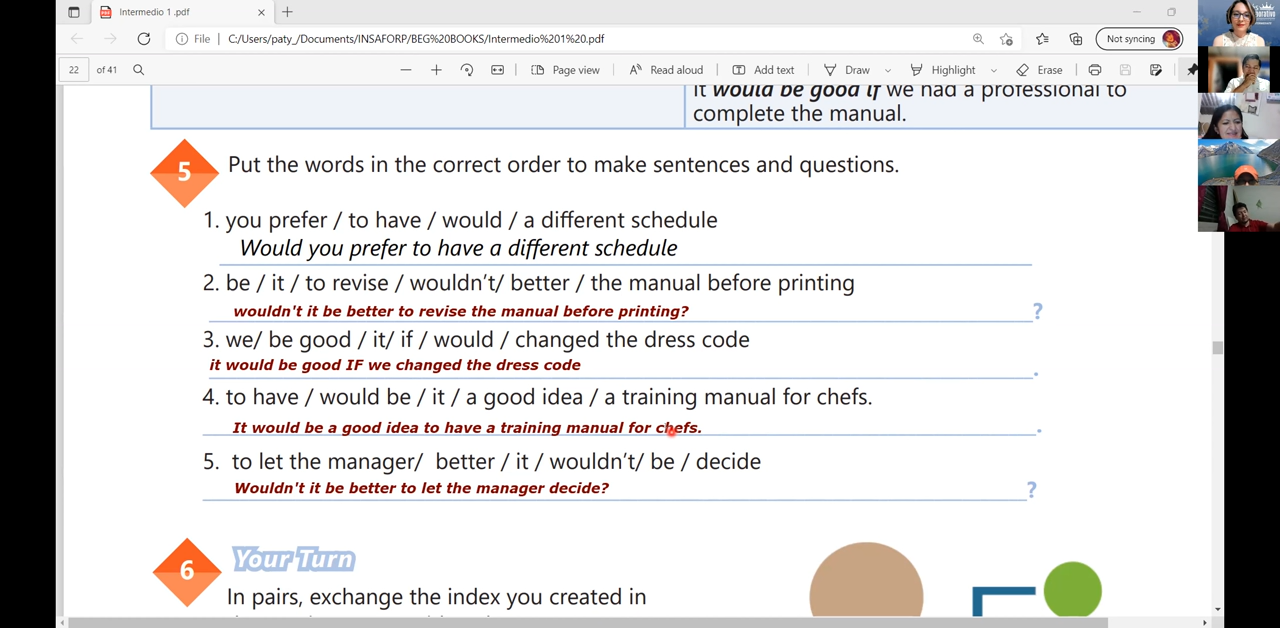 Intermedio 1 .pdf
File
C:/Users/paty_/Documents/INSAFORP/BEG%20BOOKS/Intermedio%201%20.pdf
Not syncing
22 of 41
Page view
Read aloud
Add text
Draw
Highlight
Erase
It would be good if we had a professional to
complete the manual.
5 Put the words in the correct order to make sentences and questions.
1. you prefer / to have / would / a different schedule
Would you prefer to have a different schedule
2. be / it / to revise / wouldn't/ better / the manual before printing
wouldn't it be better to revise the manual before printing?
?
3. we/ be good / it/ if / would / changed the dress code
it would be good IF we changed the dress code
.
4. to have / would be / it / a good idea / a training manual for chefs.
It would be a good idea to have a training manual for chefs.
.
5. to let the manager/ better / it / wouldn't/ be / decide
Wouldn't it be better to let the manager decide?
?
6 Your Turn
In pairs, exchange the index you created in